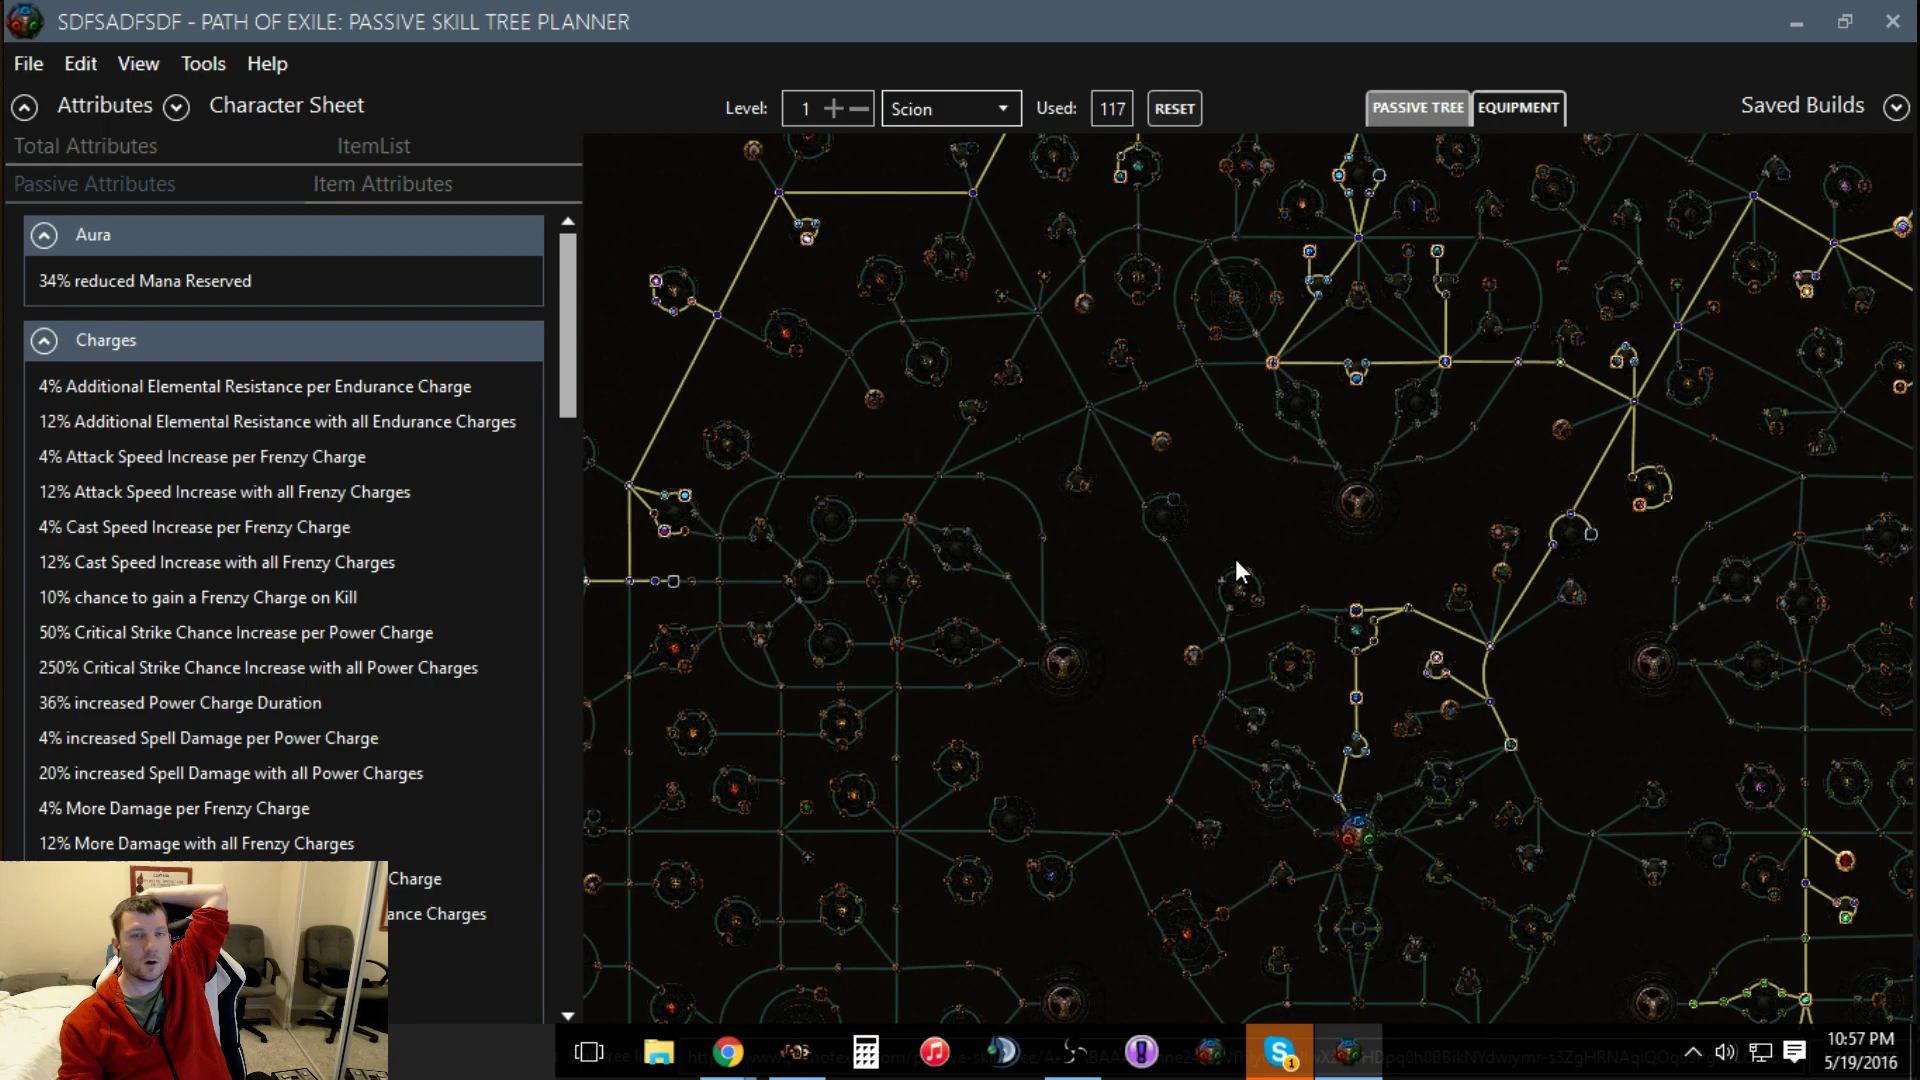 SDFSADFSDF - PATH OF EXILE: PASSIVE SKILL TREE PLANNER
File Edit View Tools Help
Attributes Character Sheet
Level: 1 Scion Used: 117 RESET PASSIVE TREE EQUIPMENT Saved Builds
Total Attributes ItemList
Passive Attributes Item Attributes
Aura
34% reduced Mana Reserved
Charges
4% Additional Elemental Resistance per Endurance Charge
12% Additional Elemental Resistance with all Endurance Charges
4% Attack Speed Increase per Frenzy Charge
12% Attack Speed Increase with all Frenzy Charges
4% Cast Speed Increase per Frenzy Charge
12% Cast Speed Increase with all Frenzy Charges
10% chance to gain a Frenzy Charge on Kill
50% Critical Strike Chance Increase per Power Charge
250% Critical Strike Chance Increase with all Power Charges
36% increased Power Charge Duration
4% increased Spell Damage per Power Charge
20% increased Spell Damage with all Power Charges
4% More Damage per Frenzy Charge
12% More Damage with all Frenzy Charges
Charge
ance Charges
10:57 PM
5/19/2016